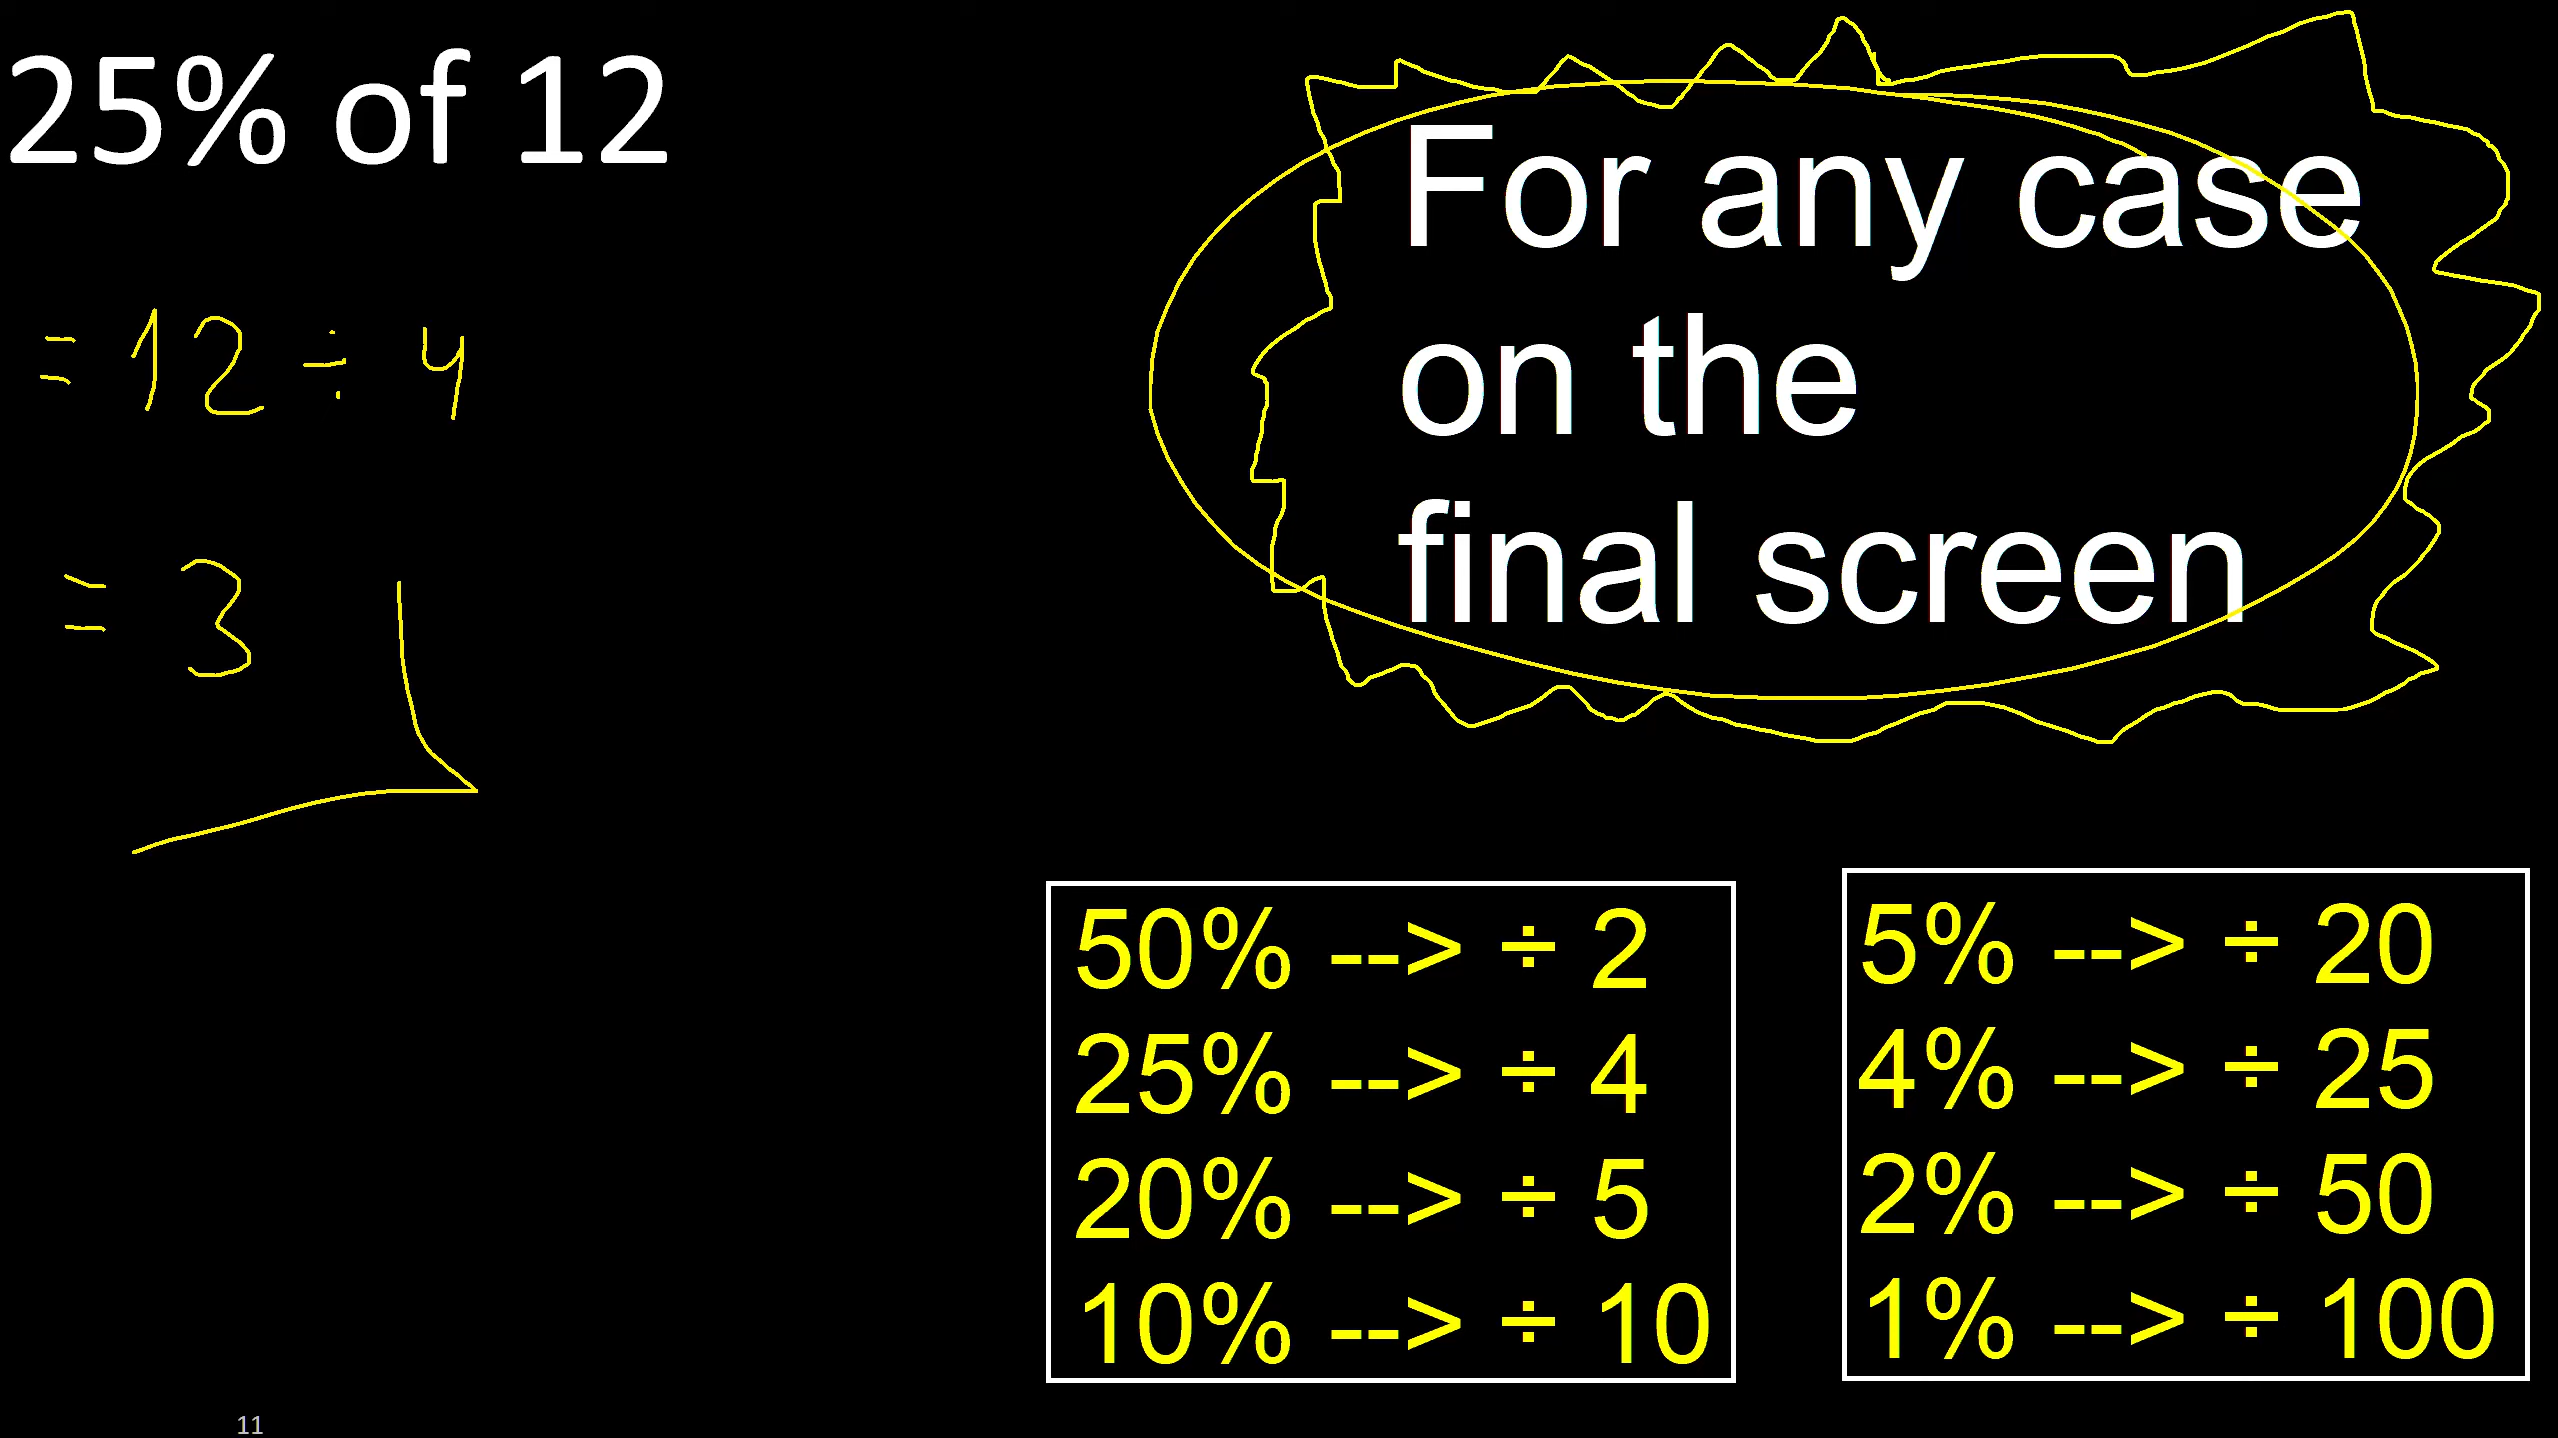 25% of 12
= 12 ÷ 4
= 3
For any case
on the
final screen
50% --> ÷ 2
25% --> ÷ 4
20% --> ÷ 5
10% --> ÷ 10
5% --> ÷ 20
4% --> ÷ 25
2% --> ÷ 50
1% --> ÷ 100
11